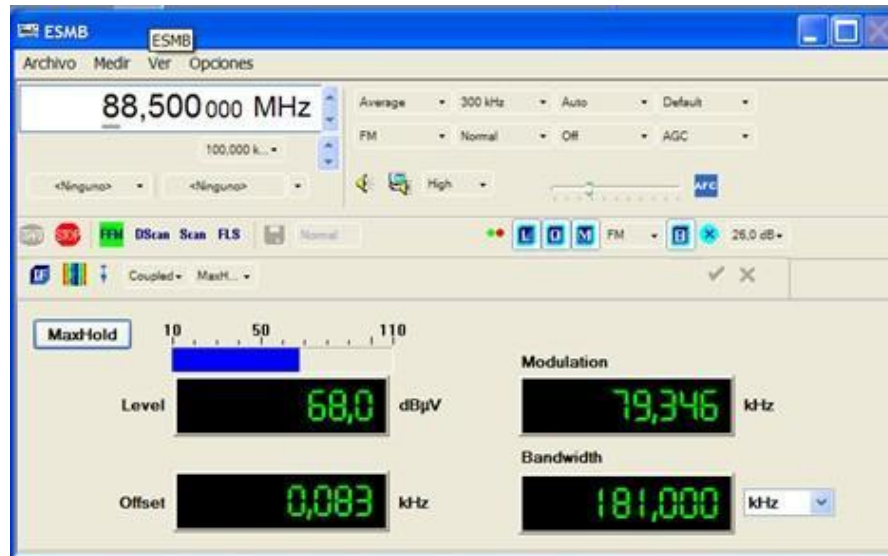 ESMB
ESMB
Archivo Medir Ver Opciones
88,500 000 MHz
Average 300 kHz Auto Default
FM Normal Off AGC
100,000 k...
<Ninguno> <Ninguno> High AFC
STOP FFM DScan Scan FLS Normal L O M FM 26,0 dB
IF Coupled MaxH...
MaxHold 10 50 110
Modulation
Level 68,0 dBµV 79,346 kHz
Bandwidth
Offset 0,083 kHz 181,000 kHz